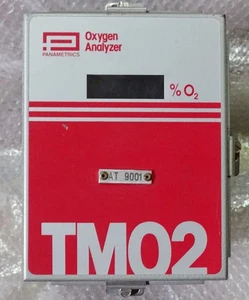 Oxygen
Analyzer
PANAMETRICS
% O₂
AT 9001
TMO2